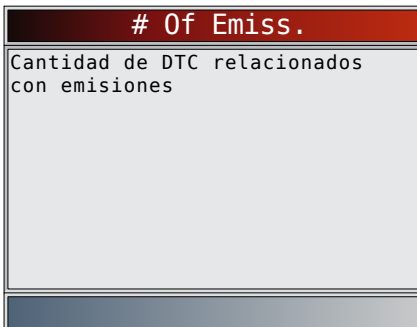 # Of Emiss.
Cantidad de DTC relacionados
con emisiones